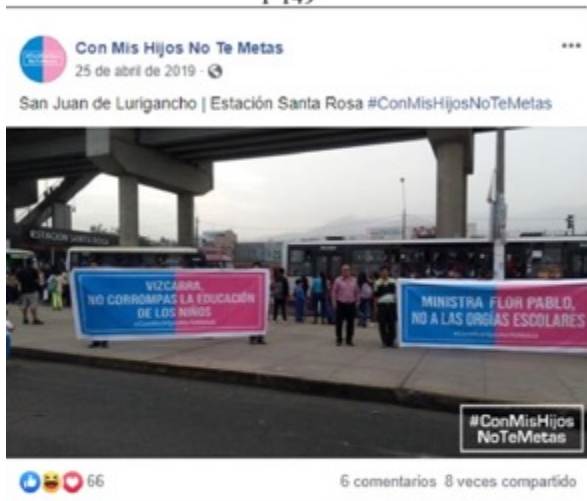 Con Mis Hijos No Te Metas
25 de abril de 2019
San Juan de Lurigancho | Estación Santa Rosa #ConMisHijosNoTeMetas
ESTACIÓN SANTA ROSA
VIZCARRA,
NO CORROMPAS LA EDUCACIÓN
DE LOS NIÑOS
MINISTRA FLOR PABLO,
NO A LAS ORGÍAS ESCOLARES
#ConMisHijos
NoTeMetas
66
6 comentarios 8 veces compartido